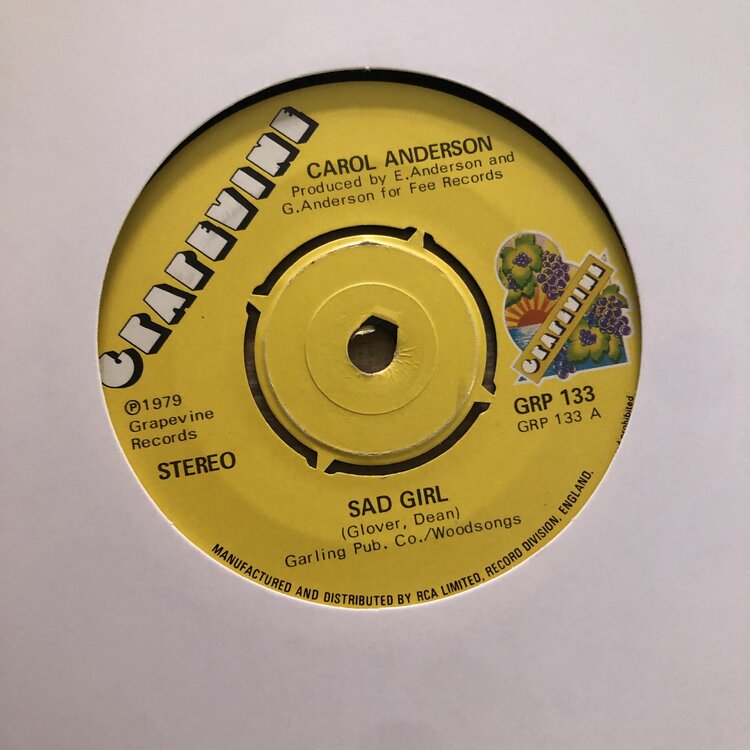 GRAPEVINE
CAROL ANDERSON
Produced by E.Anderson and
G.Anderson for Fee Records
GRAPEVINE
℗1979
Grapevine
Records
STEREO
GRP 133
GRP 133 A
SAD GIRL
(Glover, Dean)
Garling Pub. Co./Woodsongs
MANUFACTURED AND DISTRIBUTED BY RCA LIMITED, RECORD DIVISION, ENGLAND.
prohibited